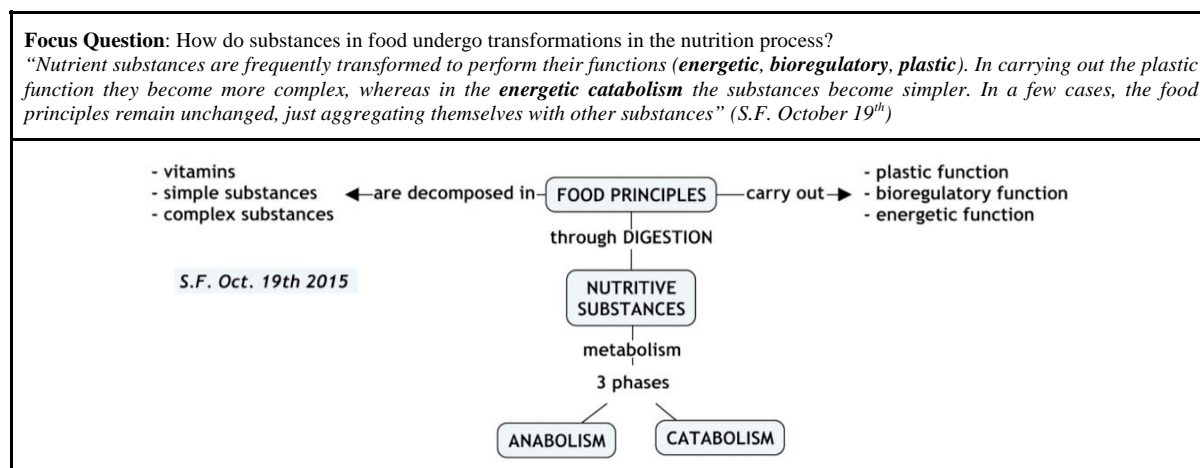 Focus Question: How do substances in food undergo transformations in the nutrition process?
“Nutrient substances are frequently transformed to perform their functions (energetic, bioregulatory, plastic). In carrying out the plastic
function they become more complex, whereas in the energetic catabolism the substances become simpler. In a few cases, the food
principles remain unchanged, just aggregating themselves with other substances” (S.F. October 19th)
- vitamins
- simple substances
- complex substances
are decomposed in
FOOD PRINCIPLES
carry out
- plastic function
- bioregulatory function
- energetic function
through DIGESTION
S.F. Oct. 19th 2015
NUTRITIVE
SUBSTANCES
metabolism
3 phases
ANABOLISM
CATABOLISM